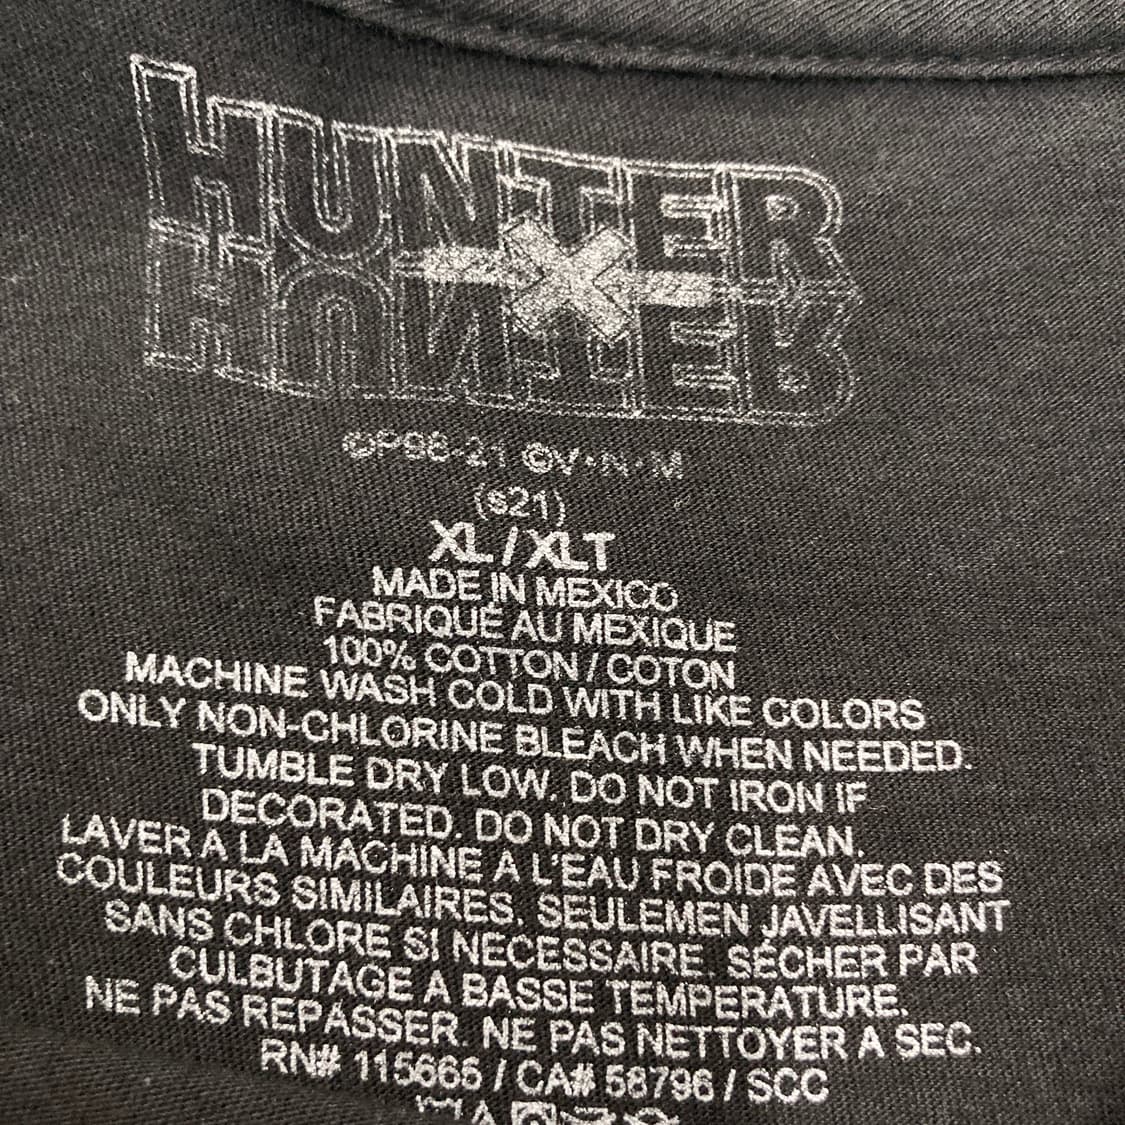 HUNTER
X
HUNTER
©P98-21 ©V·N·M
(s21)
XL / XLT
MADE IN MEXICO
FABRIQUÉ AU MEXIQUE
100% COTTON / COTON
MACHINE WASH COLD WITH LIKE COLORS
ONLY NON-CHLORINE BLEACH WHEN NEEDED.
TUMBLE DRY LOW. DO NOT IRON IF
DECORATED. DO NOT DRY CLEAN.
LAVER À LA MACHINE A L'EAU FROIDE AVEC DES
COULEURS SIMILAIRES. SEULEMEN JAVELLISANT
SANS CHLORE SI NECESSAIRE. SÉCHER PAR
CULBUTAGE A BASSE TEMPERATURE.
NE PAS REPASSER. NE PAS NETTOYER A SEC.
RN# 115665 / CA# 58796 / SCC